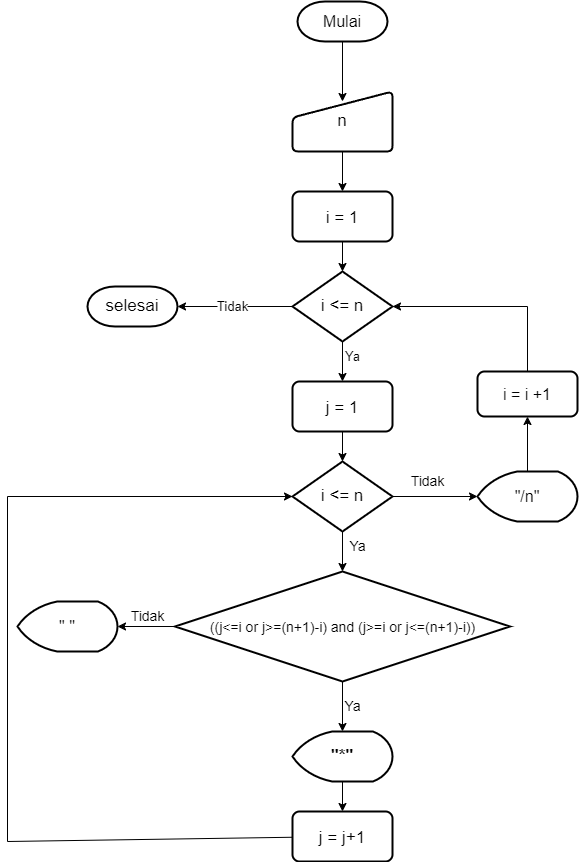 Mulai
n
i = 1
i <= n
Tidak
selesai
Ya
j = 1
i = i +1
i <= n
Tidak
"/n"
Ya
((j<=i or j>=(n+1)-i) and (j>=i or j<=(n+1)-i))
Tidak
" "
Ya
"*"
j = j+1